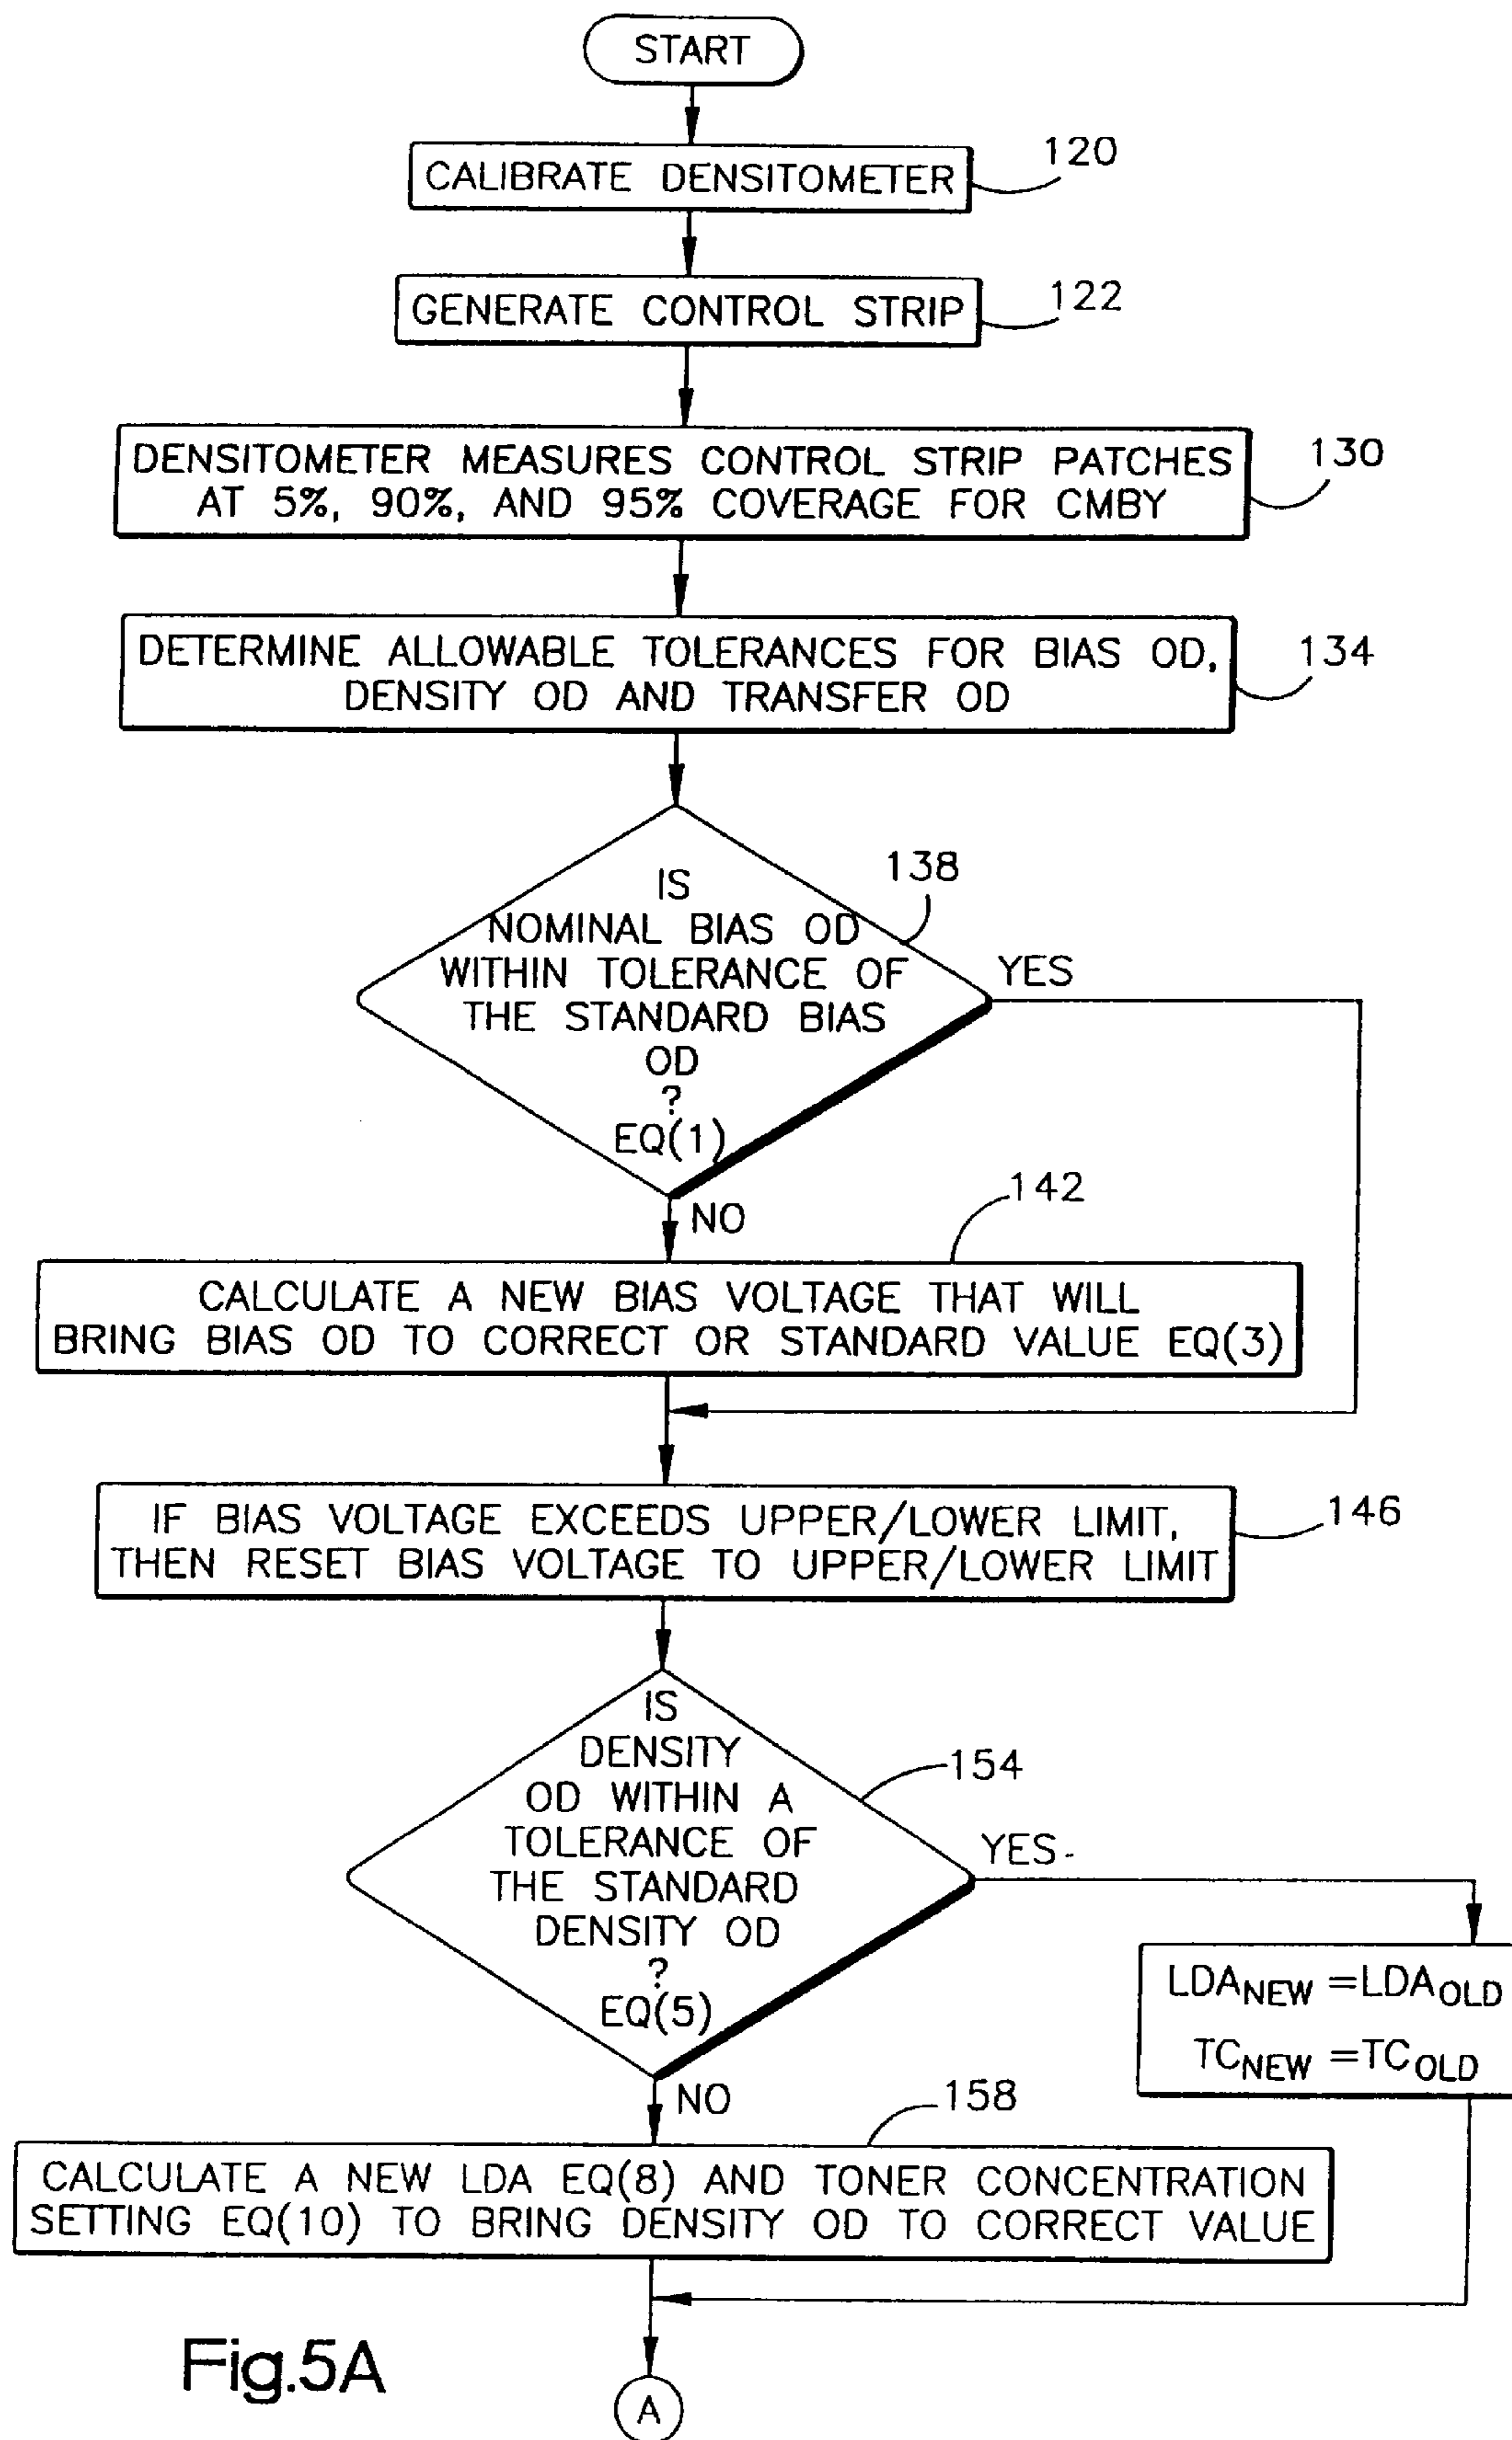 START
CALIBRATE DENSITOMETER
120
GENERATE CONTROL STRIP
122
DENSITOMETER MEASURES CONTROL STRIP PATCHES
AT 5%, 90%, AND 95% COVERAGE FOR CMBY
130
DETERMINE ALLOWABLE TOLERANCES FOR BIAS OD,
DENSITY OD AND TRANSFER OD
134
IS
NOMINAL BIAS OD
WITHIN TOLERANCE OF
THE STANDARD BIAS
OD
?
EQ(1)
138
YES
NO
142
CALCULATE A NEW BIAS VOLTAGE THAT WILL
BRING BIAS OD TO CORRECT OR STANDARD VALUE EQ(3)
IF BIAS VOLTAGE EXCEEDS UPPER/LOWER LIMIT,
THEN RESET BIAS VOLTAGE TO UPPER/LOWER LIMIT
146
IS
DENSITY
OD WITHIN A
TOLERANCE OF
THE STANDARD
DENSITY OD
?
EQ(5)
154
YES
LDANEW =LDAOLD
TCNEW =TCOLD
NO
158
CALCULATE A NEW LDA EQ(8) AND TONER CONCENTRATION
SETTING EQ(10) TO BRING DENSITY OD TO CORRECT VALUE
Fig.5A
A